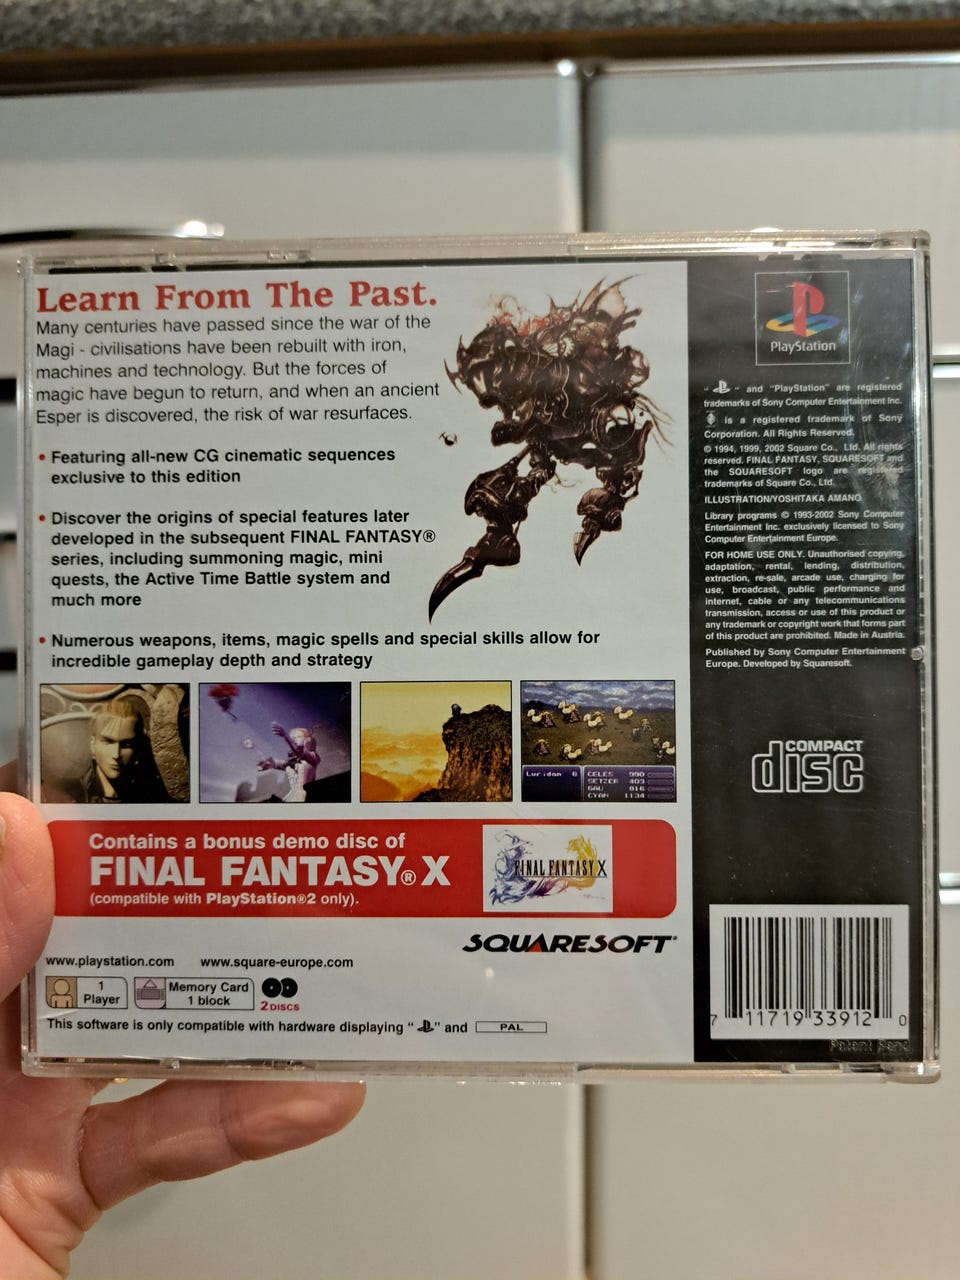 Learn From The Past.
Many centuries have passed since the war of the
Magi - civilisations have been rebuilt with iron,
machines and technology. But the forces of
magic have begun to return, and when an ancient
Esper is discovered, the risk of war resurfaces.
• Featuring all-new CG cinematic sequences
exclusive to this edition
• Discover the origins of special features later
developed in the subsequent FINAL FANTASY®
series, including summoning magic, mini
quests, the Active Time Battle system and
much more
• Numerous weapons, items, magic spells and special skills allow for
incredible gameplay depth and strategy
Luridan 6
CELES 990
SETZER 403
GAU 816
CYAN 1134
Contains a bonus demo disc of
FINAL FANTASY® X
(compatible with PlayStation®2 only).
FINAL FANTASY X
SQUARESOFT®
www.playstation.com www.square-europe.com
1
Player
Memory Card
1 block
2 DISCS
This software is only compatible with hardware displaying " " and PAL
PlayStation
" " and "PlayStation" are registered
trademarks of Sony Computer Entertainment Inc.
is a registered trademark of Sony
Corporation. All Rights Reserved.
© 1994, 1999, 2002 Square Co., Ltd. All rights
reserved. FINAL FANTASY, SQUARESOFT and
the SQUARESOFT logo are registered
trademarks of Square Co., Ltd.
ILLUSTRATION/YOSHITAKA AMANO
Library programs © 1993-2002 Sony Computer
Entertainment Inc. exclusively licensed to Sony
Computer Entertainment Europe.
FOR HOME USE ONLY. Unauthorised copying,
adaptation, rental, lending, distribution,
extraction, re-sale, arcade use, charging for
use, broadcast, public performance and
internet, cable or any telecommunications
transmission, access or use of this product or
any trademark or copyright work that forms part
of this product are prohibited. Made in Austria.
Published by Sony Computer Entertainment
Europe. Developed by Squaresoft.
COMPACT
disc
7 11719 33912 0
Patent Pend